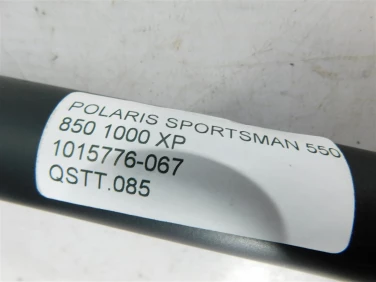 POLARIS SPORTSMAN 550
850 1000 XP
1015776-067
QSTT.085